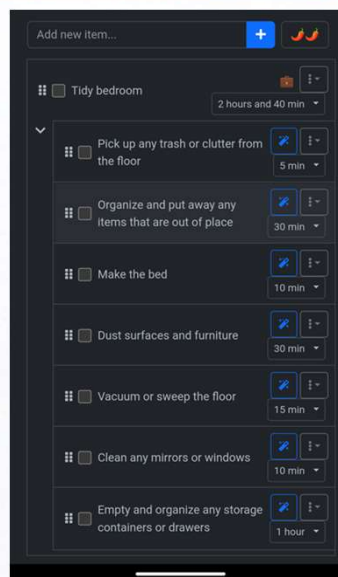 Add new item...
+
Tidy bedroom
2 hours and 40 min
Pick up any trash or clutter from
the floor
5 min
Organize and put away any
items that are out of place
30 min
Make the bed
10 min
Dust surfaces and furniture
30 min
Vacuum or sweep the floor
15 min
Clean any mirrors or windows
10 min
Empty and organize any storage
containers or drawers
1 hour